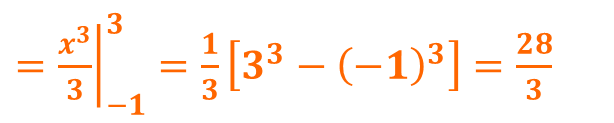 = x³/3 |₋₁³ = 1/3 [3³ − (−1)³] = 28/3